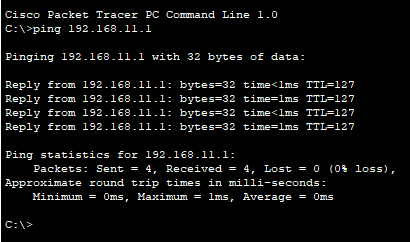 Cisco Packet Tracer PC Command Line 1.0
C:\>ping 192.168.11.1
Pinging 192.168.11.1 with 32 bytes of data:
Reply from 192.168.11.1: bytes=32 time<1ms TTL=127
Reply from 192.168.11.1: bytes=32 time=1ms TTL=127
Reply from 192.168.11.1: bytes=32 time<1ms TTL=127
Reply from 192.168.11.1: bytes=32 time=1ms TTL=127
Ping statistics for 192.168.11.1:
Packets: Sent = 4, Received = 4, Lost = 0 (0% loss),
Approximate round trip times in milli-seconds:
Minimum = 0ms, Maximum = 1ms, Average = 0ms
C:\>